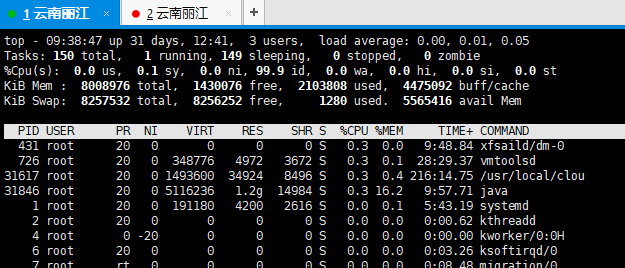 1 云南丽江 × 2 云南丽江 × +
top - 09:38:47 up 31 days, 12:41, 3 users, load average: 0.00, 0.01, 0.05
Tasks: 150 total, 1 running, 149 sleeping, 0 stopped, 0 zombie
%Cpu(s): 0.0 us, 0.1 sy, 0.0 ni, 99.9 id, 0.0 wa, 0.0 hi, 0.0 si, 0.0 st
KiB Mem : 8008976 total, 1430076 free, 2103808 used, 4475092 buff/cache
KiB Swap: 8257532 total, 8256252 free, 1280 used. 5565416 avail Mem
PID USER PR NI VIRT RES SHR S %CPU %MEM TIME+ COMMAND
431 root 20 0 0 0 0 S 0.3 0.0 9:48.84 xfsaild/dm-0
726 root 20 0 348776 4972 3672 S 0.3 0.1 28:29.37 vmtoolsd
31617 root 20 0 1493600 34924 8496 S 0.3 0.4 216:14.75 /usr/local/clou
31846 root 20 0 5116236 1.2g 14984 S 0.3 16.2 9:57.71 java
1 root 20 0 191180 4200 2616 S 0.0 0.1 5:43.19 systemd
2 root 20 0 0 0 0 S 0.0 0.0 0:00.62 kthreadd
4 root 0 -20 0 0 0 S 0.0 0.0 0:00.00 kworker/0:0H
6 root 20 0 0 0 0 S 0.0 0.0 0:03.26 ksoftirqd/0
7 root rt 0 0 0 0 S 0.0 0.0 0:08.48 migration/0